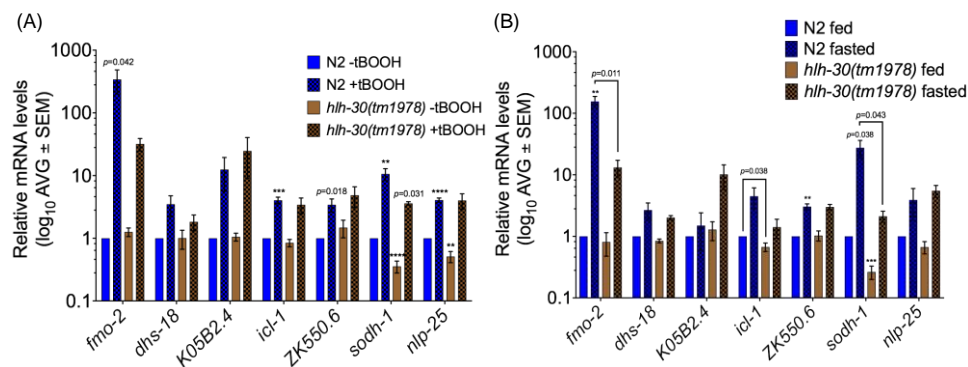 (A)
Relative mRNA levels
(log10 AVG ± SEM)
1000
100
10
1
0.1
p=0.042
***
p=0.018
**
p=0.031
****
****
**
N2 -tBOOH
N2 +tBOOH
hlh-30(tm1978) -tBOOH
hlh-30(tm1978) +tBOOH
fmo-2
dhs-18
K05B2.4
icl-1
ZK550.6
sodh-1
nlp-25
(B)
Relative mRNA levels
(log10 AVG ± SEM)
1000
100
10
1
0.1
p=0.011
**
p=0.038
**
p=0.043
p=0.038
***
N2 fed
N2 fasted
hlh-30(tm1978) fed
hlh-30(tm1978) fasted
fmo-2
dhs-18
K05B2.4
icl-1
ZK550.6
sodh-1
nlp-25